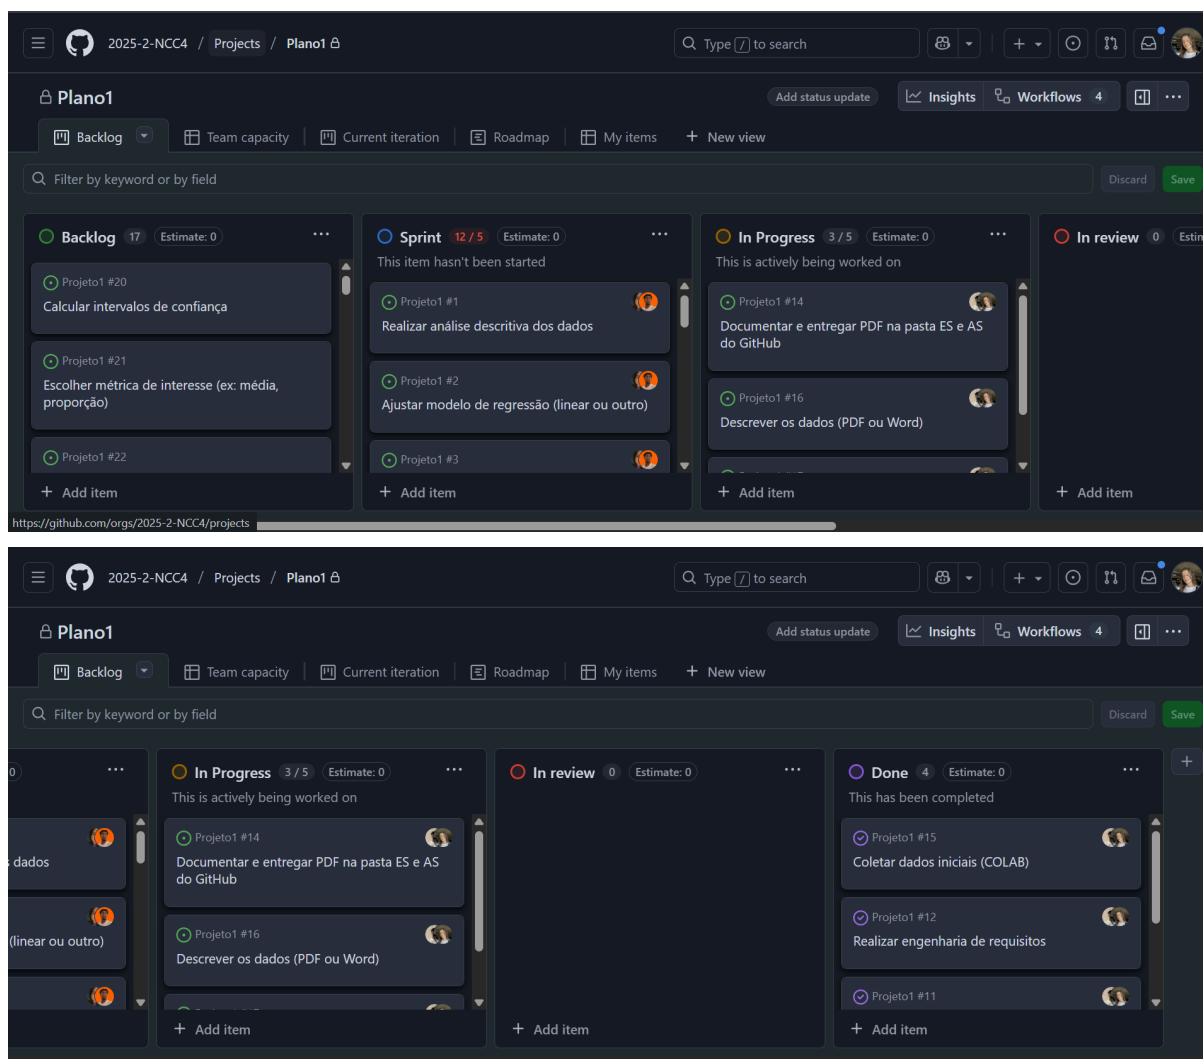 2025-2-NCC4 / Projects / Plano1
Type / to search
Plano1
Add status update
Insights
Workflows 4
Backlog
Team capacity
Current iteration
Roadmap
My items
New view
Filter by keyword or by field
Discard
Save
Backlog 17 Estimate: 0
Projeto1 #20
Calcular intervalos de confiança
Projeto1 #21
Escolher métrica de interesse (ex: média,
proporção)
Projeto1 #22
Add item
Sprint 12 / 5 Estimate: 0
This item hasn't been started
Projeto1 #1
Realizar análise descritiva dos dados
Projeto1 #2
Ajustar modelo de regressão (linear ou outro)
Projeto1 #3
Add item
In Progress 3 / 5 Estimate: 0
This is actively being worked on
Projeto1 #14
Documentar e entregar PDF na pasta ES e AS
do GitHub
Projeto1 #16
Descrever os dados (PDF ou Word)
Add item
In review 0 Estin
Add item
https://github.com/orgs/2025-2-NCC4/projects
2025-2-NCC4 / Projects / Plano1
Type / to search
Plano1
Add status update
Insights
Workflows 4
Backlog
Team capacity
Current iteration
Roadmap
My items
New view
Filter by keyword or by field
Discard
Save
0
dados
(linear ou outro)
In Progress 3 / 5 Estimate: 0
This is actively being worked on
Projeto1 #14
Documentar e entregar PDF na pasta ES e AS
do GitHub
Projeto1 #16
Descrever os dados (PDF ou Word)
Add item
In review 0 Estimate: 0
Add item
Done 4 Estimate: 0
This has been completed
Projeto1 #15
Coletar dados iniciais (COLAB)
Projeto1 #12
Realizar engenharia de requisitos
Projeto1 #11
Add item